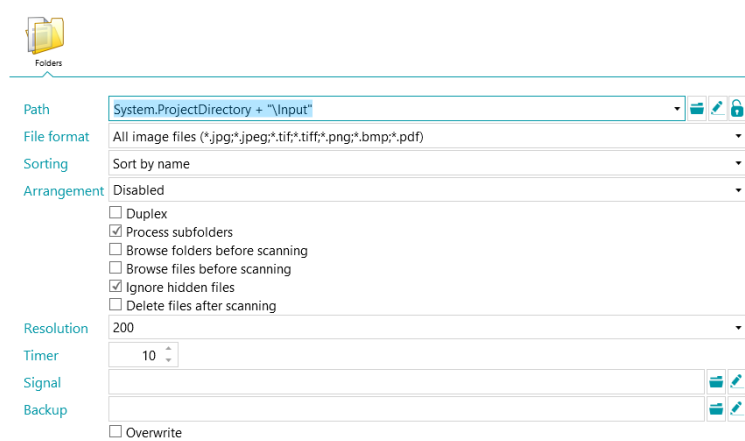 Folders
Path System.ProjectDirectory + "\Input"
File format All image files (*.jpg;*.jpeg;*.tif;*.tiff;*.png;*.bmp;*.pdf)
Sorting Sort by name
Arrangement Disabled
Duplex
Process subfolders
Browse folders before scanning
Browse files before scanning
Ignore hidden files
Delete files after scanning
Resolution 200
Timer 10
Signal
Backup
Overwrite